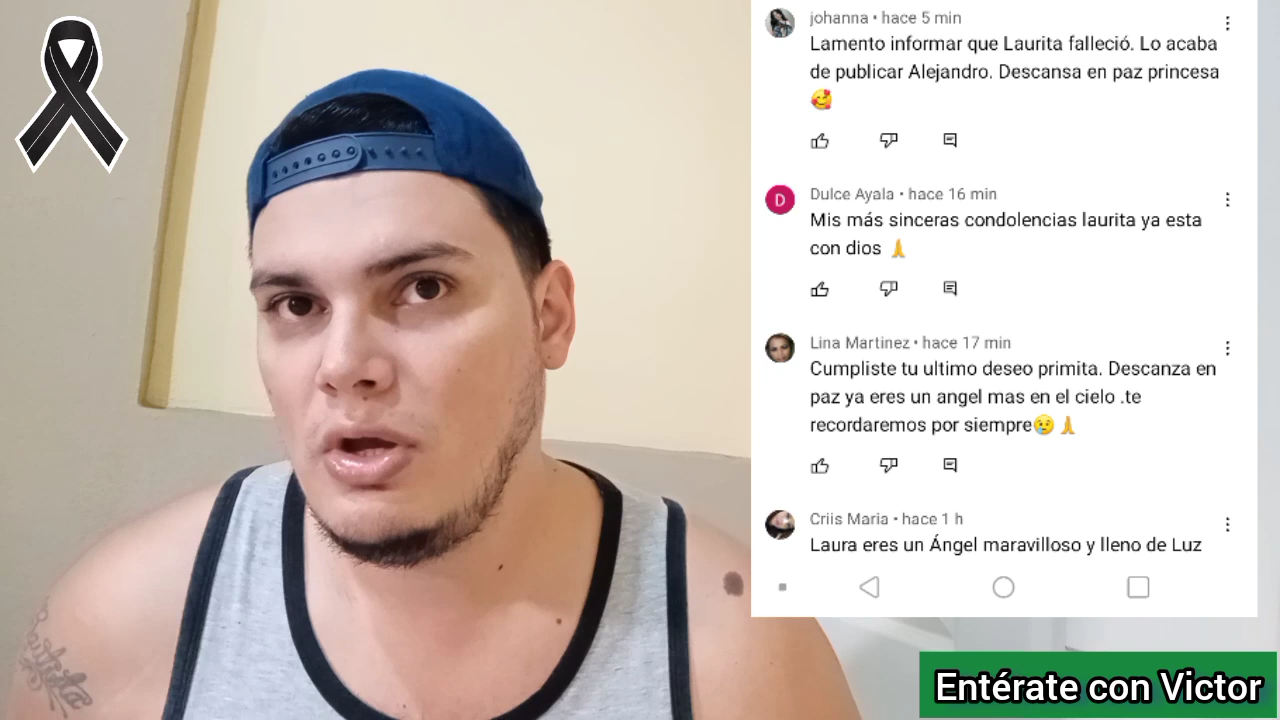 johanna • hace 5 min
Lamento informar que Laurita falleció. Lo acaba
de publicar Alejandro. Descansa en paz princesa
🥰
D
Dulce Ayala • hace 16 min
Mis más sinceras condolencias laurita ya esta
con dios 🙏
Lina Martinez • hace 17 min
Cumpliste tu ultimo deseo primita. Descanza en
paz ya eres un angel mas en el cielo .te
recordaremos por siempre😢🙏
Criis Maria • hace 1 h
Laura eres un Ángel maravilloso y lleno de Luz
Entérate con Victor